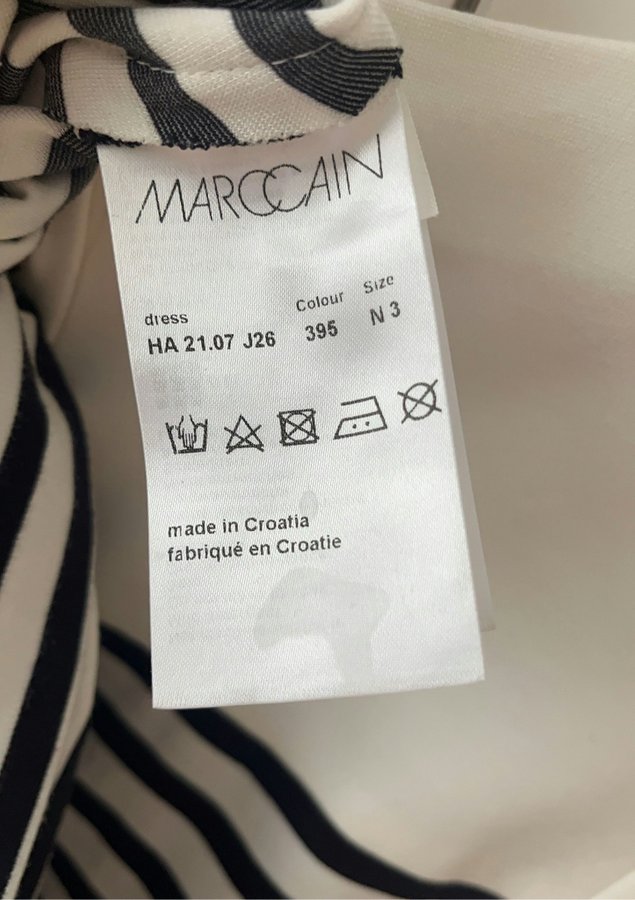 MARCCAIN
dress Colour Size
HA 21.07 J26 395 N 3
made in Croatia
fabriqué en Croatie